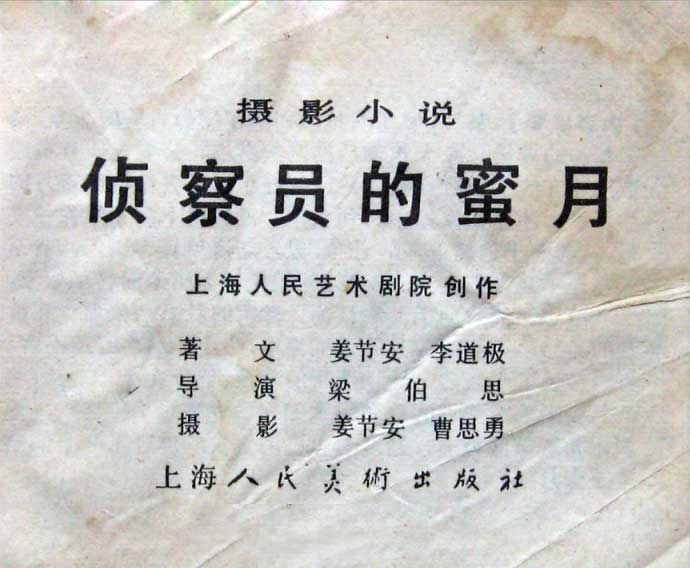 摄影小说
侦察员的蜜月
上海人民艺术剧院 创作
著文 姜节安 李道极
导演 梁伯思
摄影 姜节安 曹思勇
上海人民美術出版社